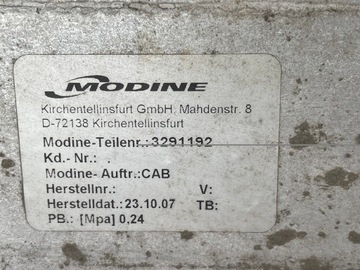 MODINE
Kirchentellinsfurt GmbH. Mahdenstr. 8
D-72138 Kirchentellinsfurt
Modine-Teilenr.:3291192
Kd.- Nr.: .
Modine- Auftr.:CAB
Herstellnr.: V:
Herstelldat.:23.10.07 TB:
PB.: [Mpa] 0,24